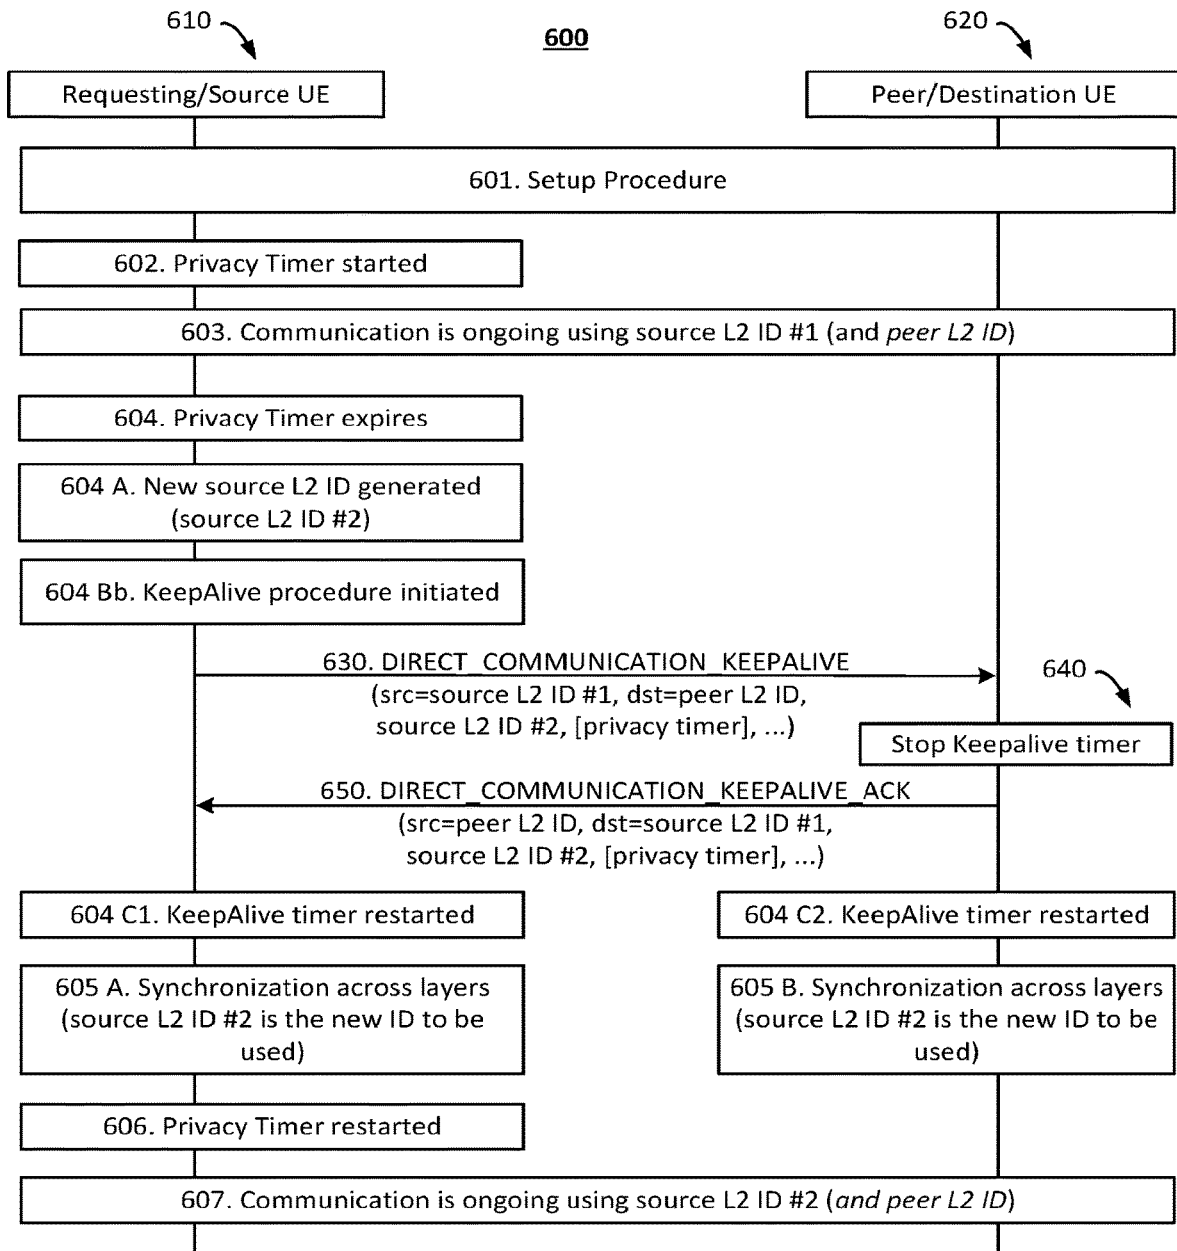 610
600
620
Requesting/Source UE
Peer/Destination UE
601. Setup Procedure
602. Privacy Timer started
603. Communication is ongoing using source L2 ID #1 (and peer L2 ID)
604. Privacy Timer expires
604 A. New source L2 ID generated
(source L2 ID #2)
604 Bb. KeepAlive procedure initiated
630. DIRECT_COMMUNICATION_KEEPALIVE
(src=source L2 ID #1, dst=peer L2 ID,
source L2 ID #2, [privacy timer], ...)
640
Stop Keepalive timer
650. DIRECT_COMMUNICATION_KEEPALIVE_ACK
(src=peer L2 ID, dst=source L2 ID #1,
source L2 ID #2, [privacy timer], ...)
604 C1. KeepAlive timer restarted
604 C2. KeepAlive timer restarted
605 A. Synchronization across layers
(source L2 ID #2 is the new ID to be
used)
605 B. Synchronization across layers
(source L2 ID #2 is the new ID to be
used)
606. Privacy Timer restarted
607. Communication is ongoing using source L2 ID #2 (and peer L2 ID)